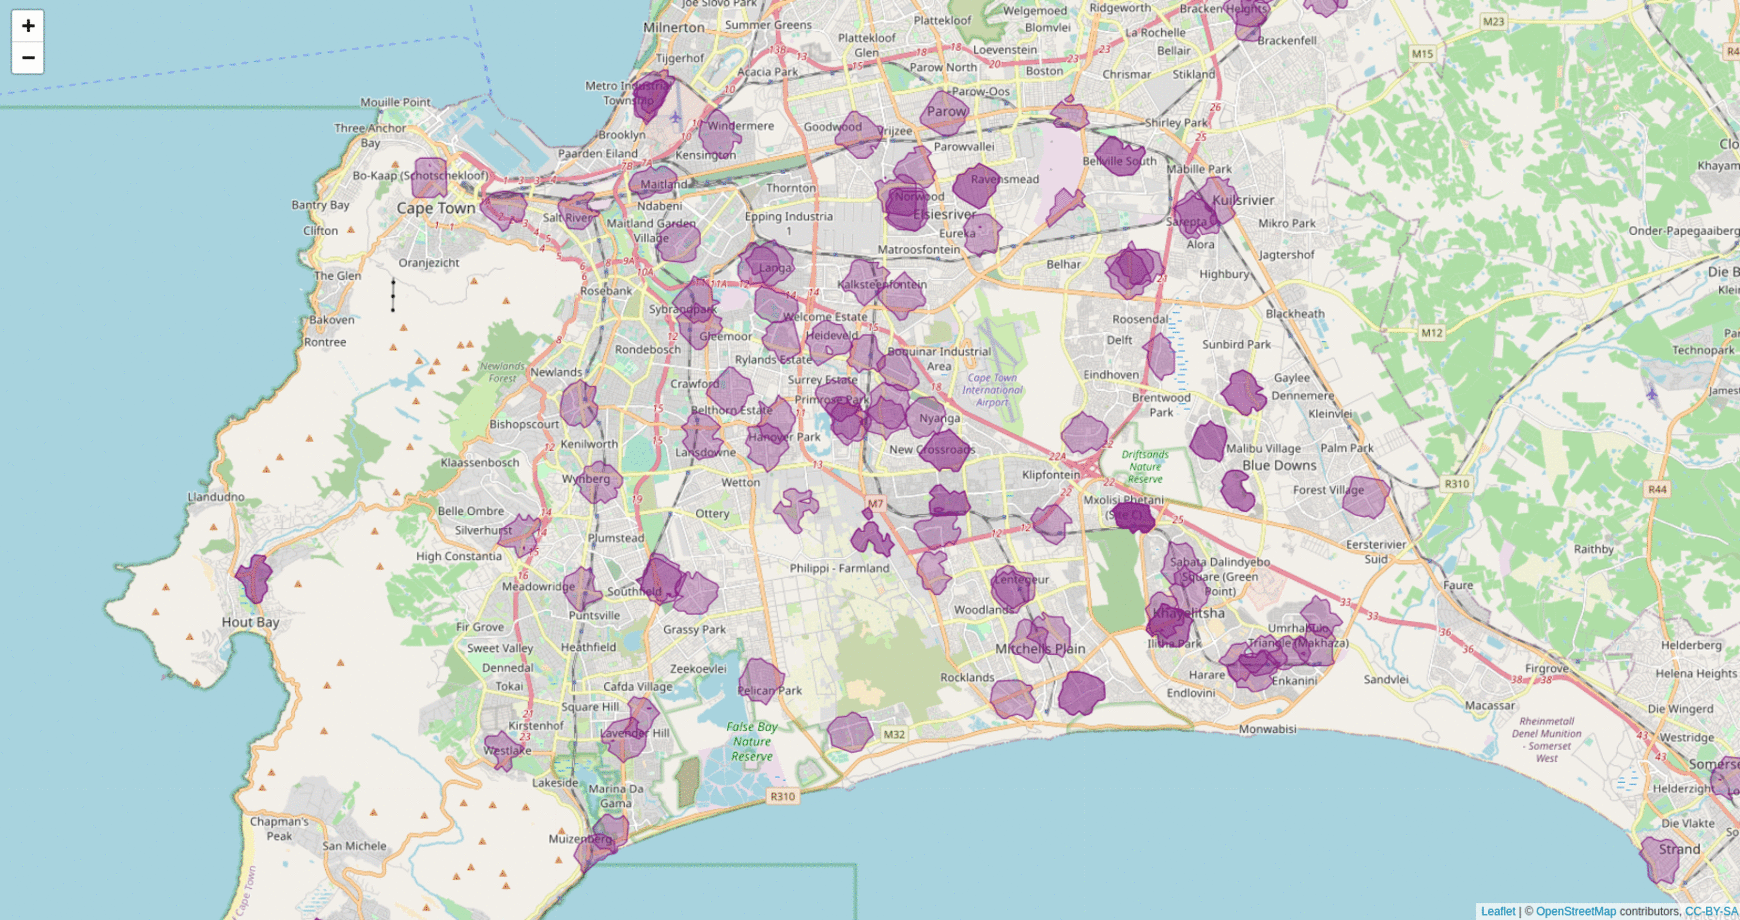 +
−
Joe Slovo Park
Milnerton
Summer Greens
Tijgerhof
Acacia Park
Metro Industrial
Township
Brooklyn
Paarden Eiland
Windermere
Kensington
Mouille Point
Three Anchor
Bay
Bo-Kaap (Schotschekloof)
Bantry Bay
Clifton
Cape Town
Oranjezicht
The Glen
Bakoven
Rontree
Salt River
Maitland
Ndabeni
Maitland Garden
Village
Thornton
Epping Industria
1
Langa
Rosebank
Sybrandpark
Gleemoor
Rondebosch
Newlands
Newlands
Forest
Crawford
Belthorn Estate
Bishopscourt
Kenilworth
Lansdowne
Klaassenbosch
Wynberg
Wetton
Hanover Park
Llandudno
Belle Ombre
Silverhurst
High Constantia
Plumstead
Ottery
Meadowridge
Southfield
Puntsville
Hout Bay
Fir Grove
Sweet Valley
Heathfield
Grassy Park
Dennedal
Tokai
Zeekoevlei
Cafda Village
Square Hill
Kirstenhof
Westlake
Lavender Hill
Pelican Park
False Bay
Nature
Reserve
Lakeside
Marina Da
Gama
Muizenberg
Chapman's
Peak
San Michele
Cape Town
Plattekloof
Welgemoed
Blomvlei
Ridgeworth
Bracken Heights
La Rochelle
Bellair
Brackenfell
Plattekloof
Glen
Loevenstein
Parow North
Boston
Chrismar
Stikland
Parow-Oos
Parow
Goodwood
Vrijzee
Parowvallei
Shirley Park
Bellville South
Mabille Park
Kuilsrivier
Sarepta
Mikro Park
Alora
Jagtershof
Highbury
Ravensmead
Norwood
Elsiesriver
Eureka
Matroosfontein
Belhar
Kalksteenfontein
Welcome Estate
Heideveld
Rylands Estate
Surrey Estate
Primrose Park
Bonuinar Industrial
Area
Cape Town
International
Airport
Nyanga
New Crossroads
Klipfontein
Roosendal
Delft
Eindhoven
Brentwood
Park
Blackheath
Sunbird Park
Gaylee
Dennemere
Kleinvlei
Malibu Village
Palm Park
Blue Downs
Forest Village
Driftsands
Nature
Reserve
Mxolisi Phetani
(Site C)
Eersterivier
Suid
Faure
Raithby
Philippi - Farmland
Lentegeur
Woodlands
Mitchells Plain
Rocklands
Sabata Dalindyebo
Square (Green
Point)
Khayelitsha
Ilitha Park
Umrhabulo
Triangle (Makhaza)
Harare
Enkanini
Endlovini
Monwabisi
Sandvlei
Macassar
Firgrove
Helderberg
Helena Heights
Die Wingerd
Westridge
Rheinmetall
Denel Munition
- Somerset
West
Die Vlakte
Strand
Onder-Papegaaiberg
Technopark
M23
M15
M12
R310
R44
M7
M32
R310
Leaflet | © OpenStreetMap contributors, CC-BY-SA